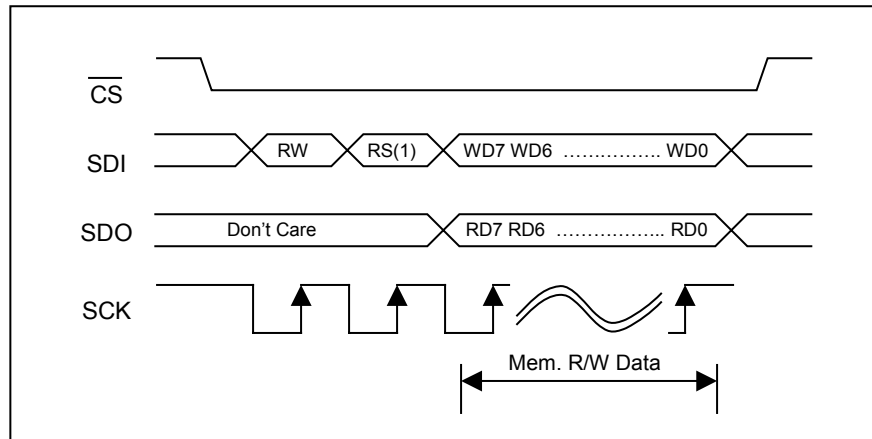 CS
SDI RW RS(1) WD7 WD6 ................ WD0
SDO Don't Care RD7 RD6 ................. RD0
SCK
Mem. R/W Data